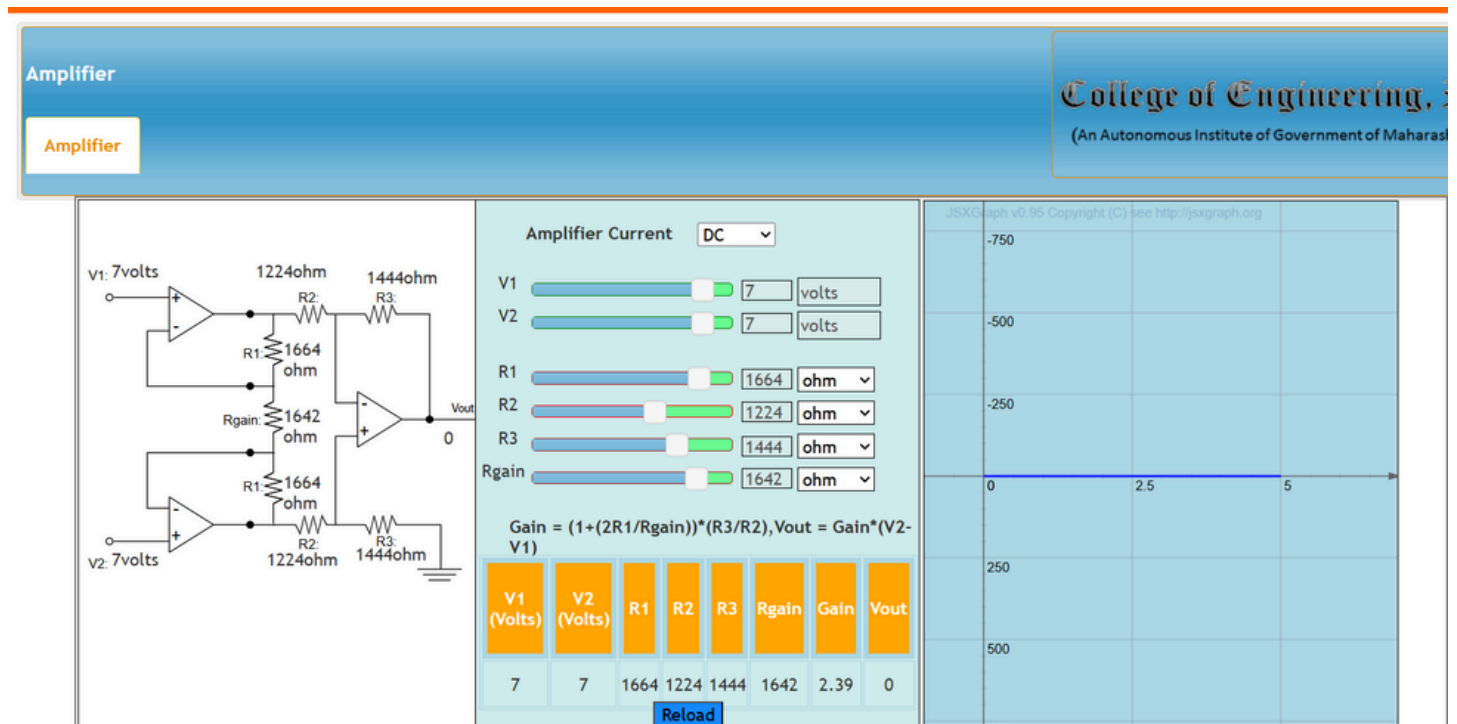 Amplifier
College of Engineering,
(An Autonomous Institute of Government of
Amplifier
V1: 7volts
1224ohm
1444ohm
R2:
R3:
R1: 1664
ohm
Rgain: 1642
ohm
Vout
0
R1: 1664
ohm
R2:
R3:
V2: 7volts
1224ohm
1444ohm
+
-
-
+
-
+
Amplifier Current DC
V1 7 volts
V2 7 volts
R1 1664 ohm
R2 1224 ohm
R3 1444 ohm
Rgain 1642 ohm
Gain = (1+(2R1/Rgain))*(R3/R2),Vout = Gain*(V2-
V1)
V1 (Volts) V2 (Volts) R1 R2 R3 Rgain Gain Vout
7 7 1664 1224 1444 1642 2.39 0
Reload
JSXGraph v0.95 Copyright (C) see http://jsxgraph.org
-750
-500
-250
0 2.5 5
250
500